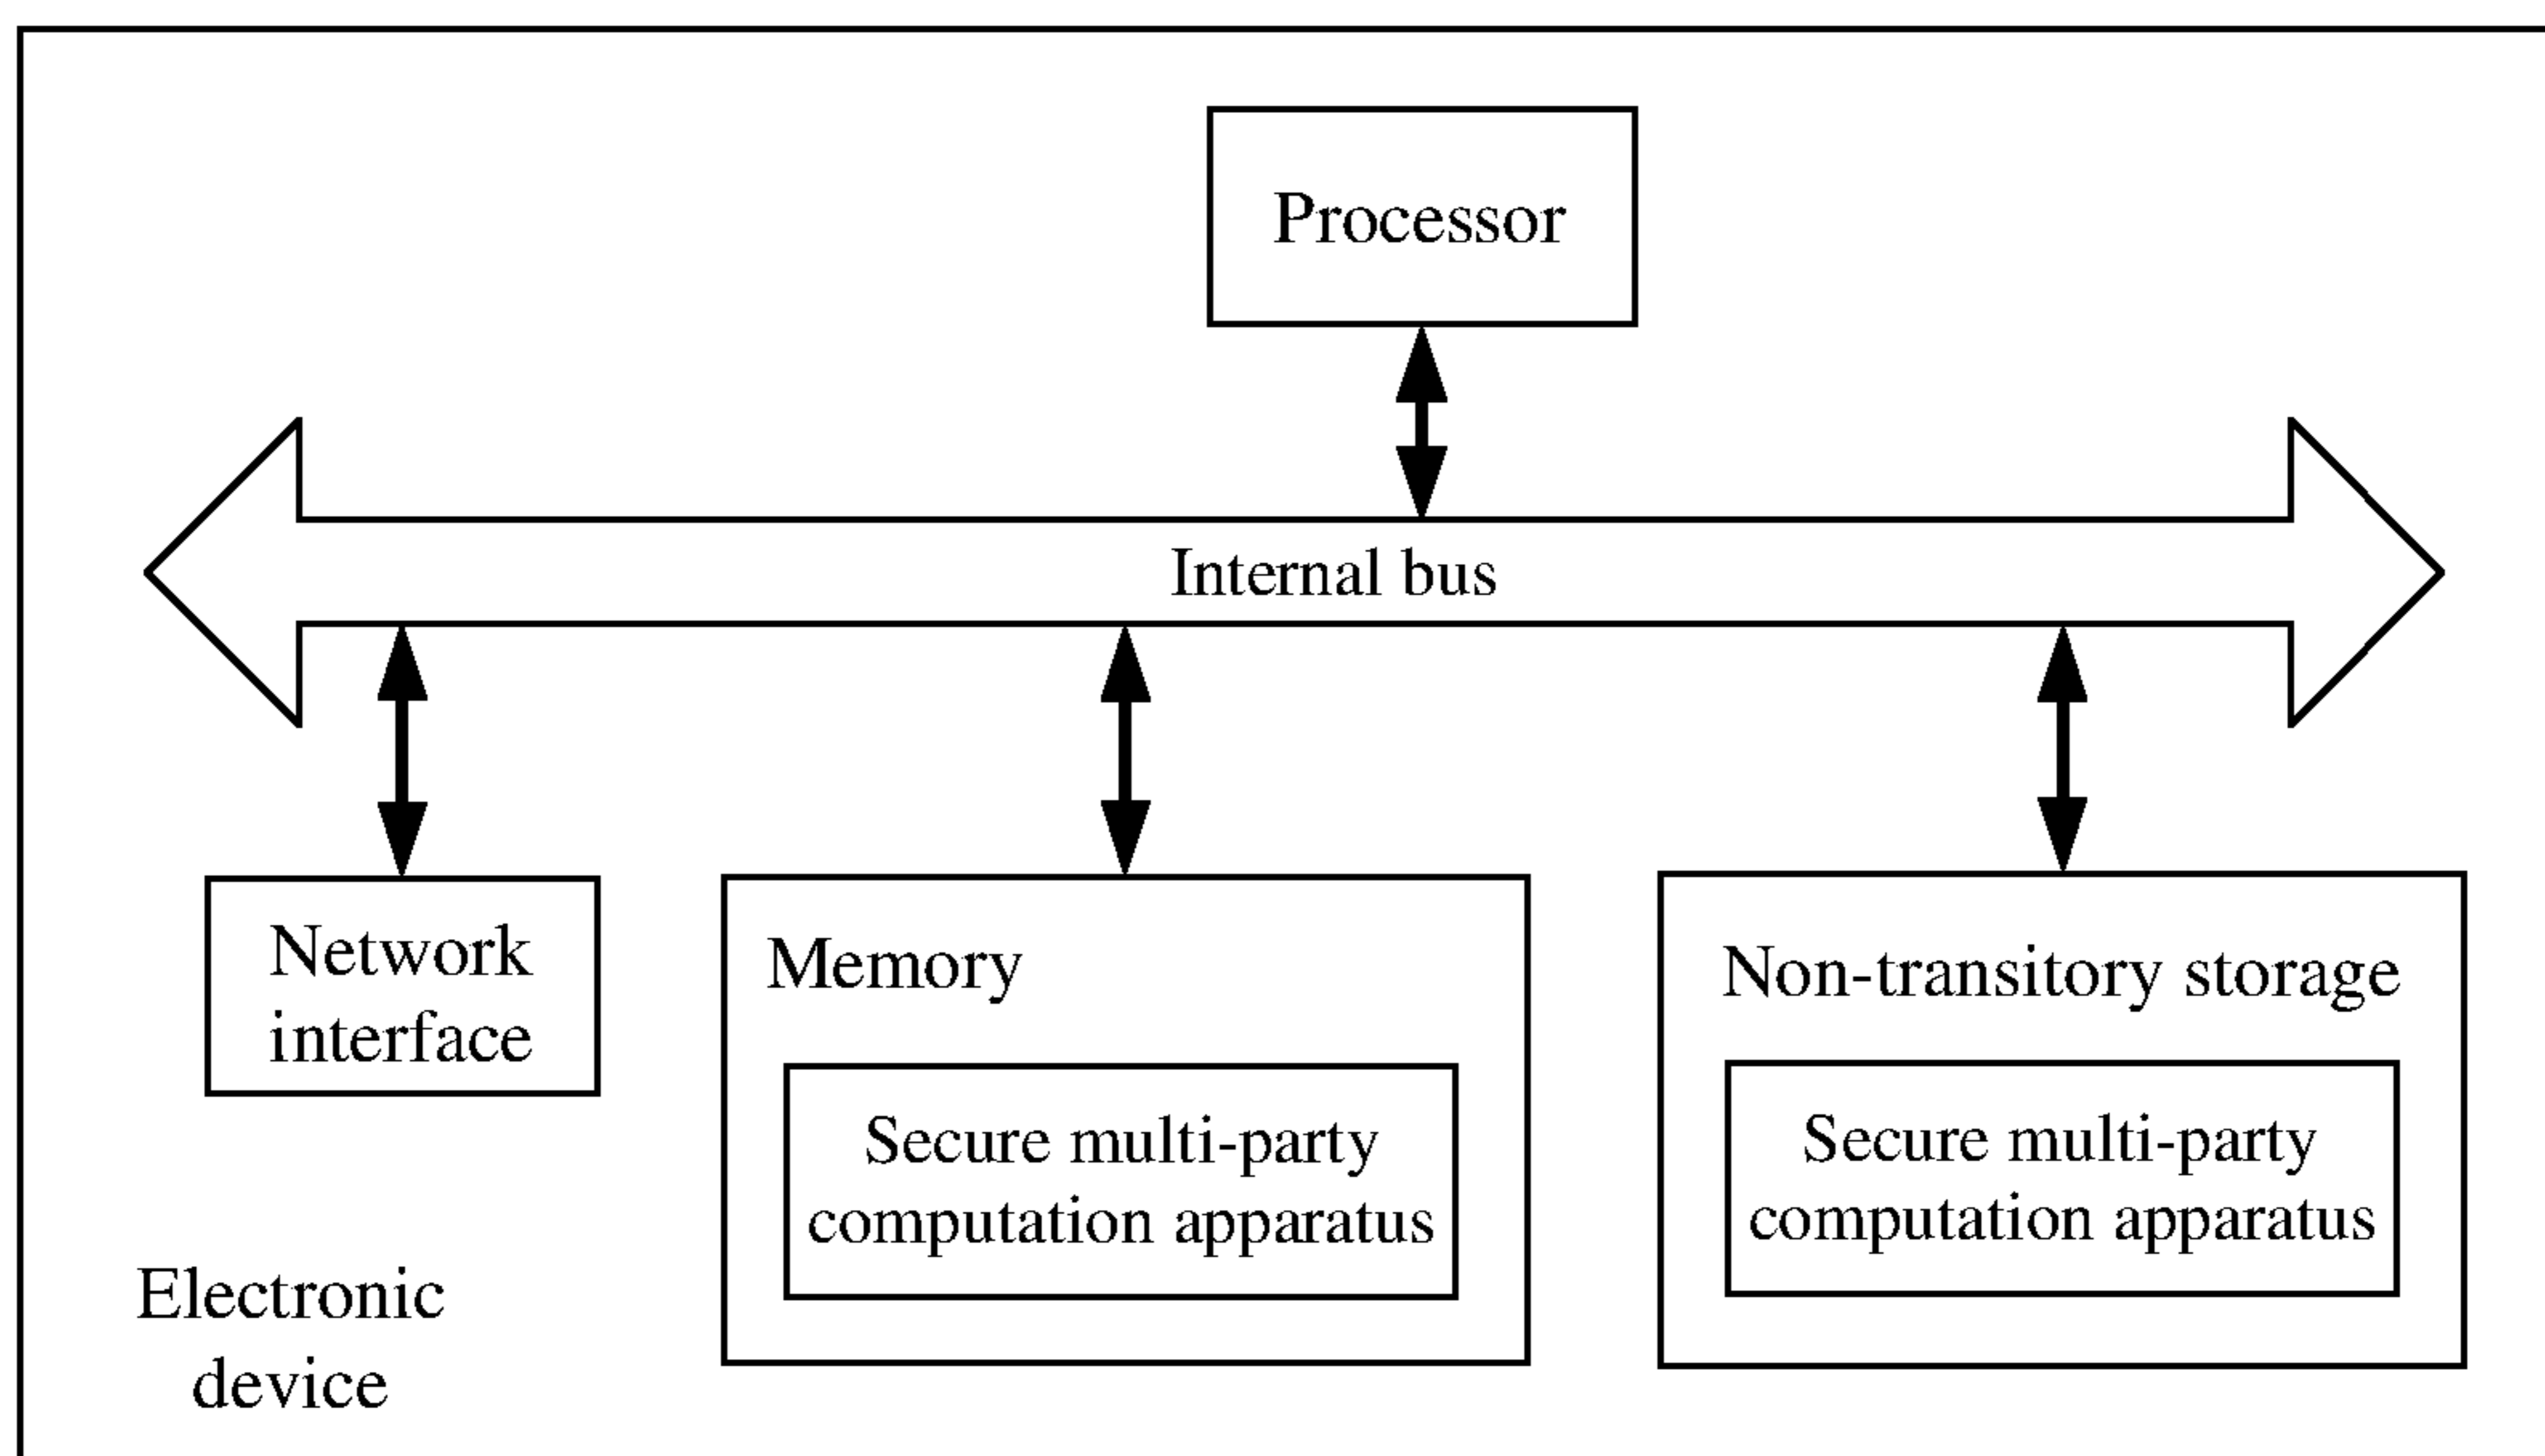 Processor
Internal bus
Network
interface
Memory
Secure multi-party
computation apparatus
Non-transitory storage
Secure multi-party
computation apparatus
Electronic
device